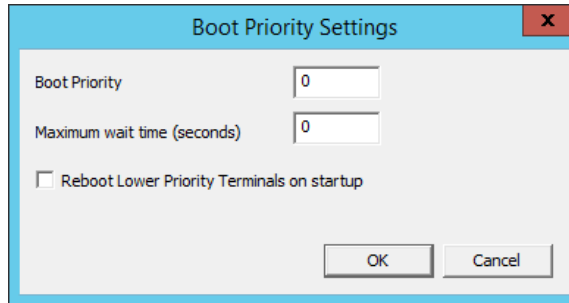 Boot Priority Settings
x
Boot Priority 0
Maximum wait time (seconds) 0
Reboot Lower Priority Terminals on startup
OK Cancel